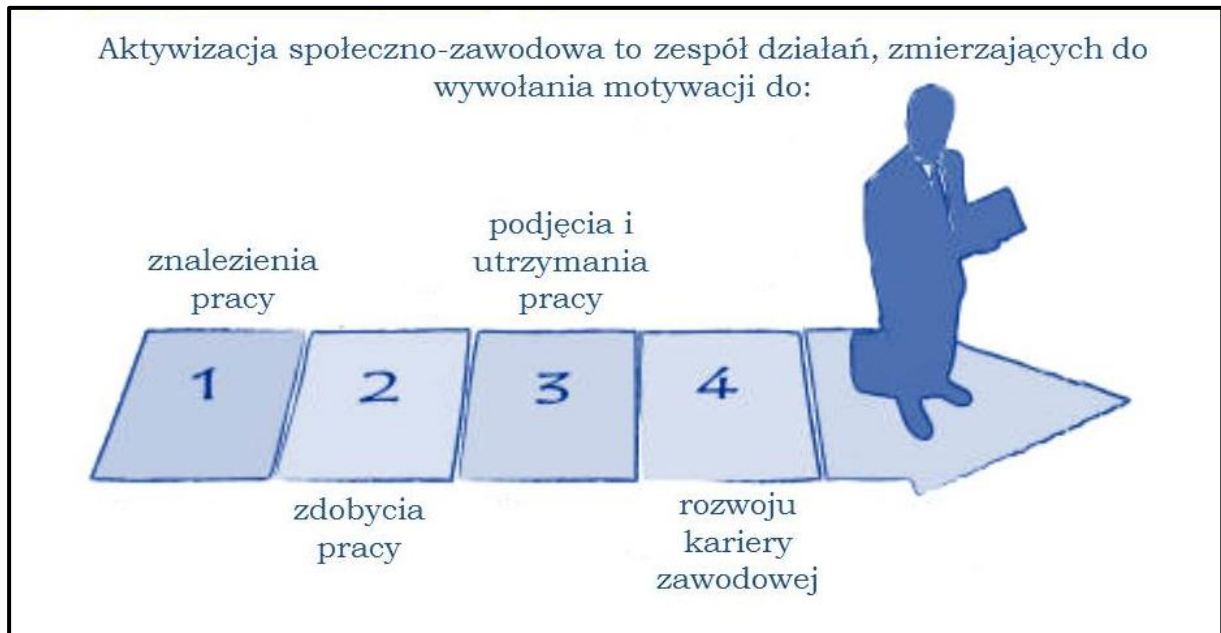 Aktywizacja społeczno-zawodowa to zespół działań, zmierzających do
wywołania motywacji do:
znalezienia
pracy
podjęcia i
utrzymania
pracy
1
2
3
4
zdobycia
pracy
rozwoju
kariery
zawodowej